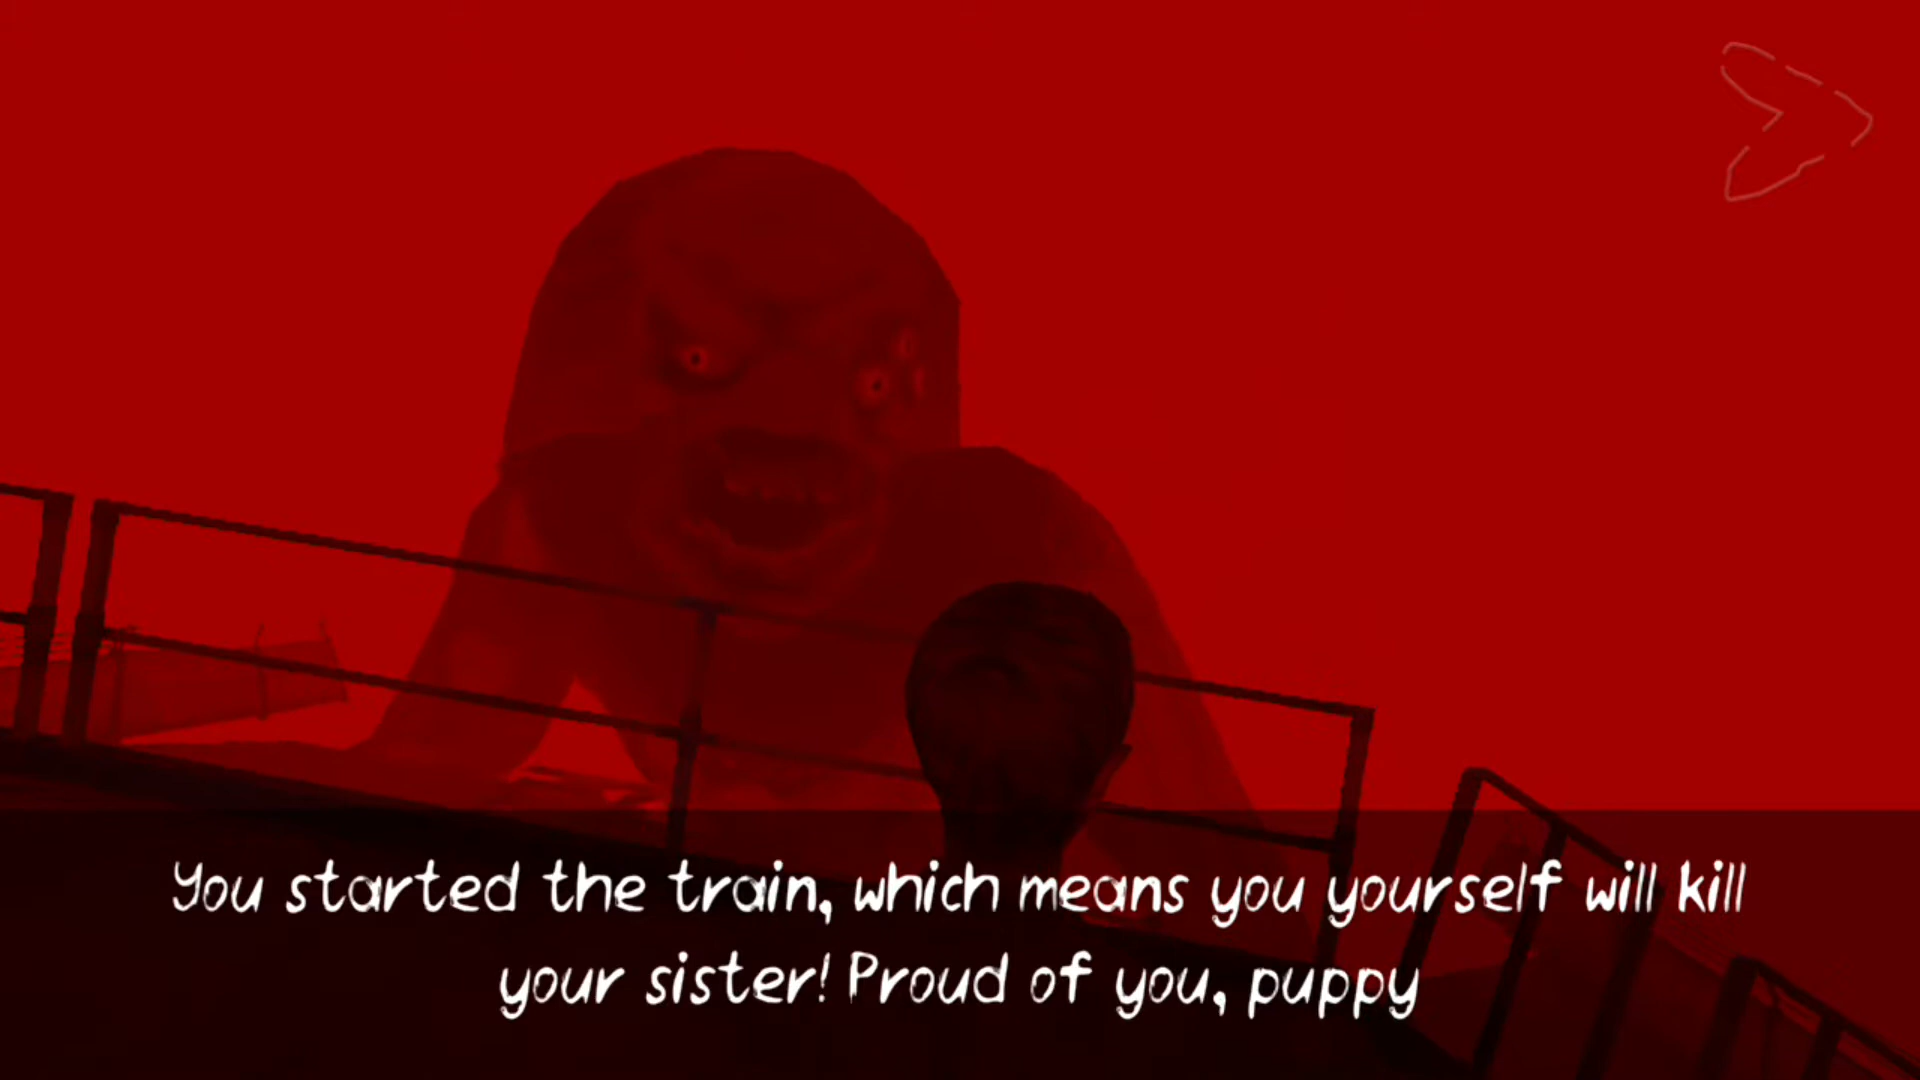 You started the train, which means you yourself will kill
your sister! Proud of you, puppy